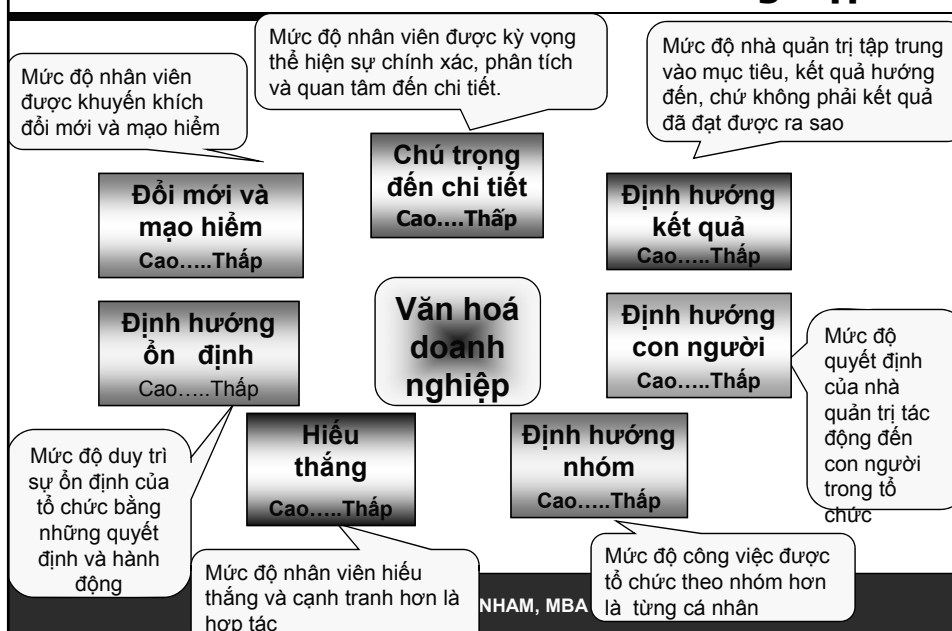 Mức độ nhân viên
được khuyến khích
đổi mới và mạo hiểm
Mức độ nhân viên được kỳ vọng
thể hiện sự chính xác, phân tích
và quan tâm đến chi tiết.
Mức độ nhà quản trị tập trung
vào mục tiêu, kết quả hướng
đến, chứ không phải kết quả
đã đạt được ra sao
Đổi mới và
mạo hiểm
Cao.....Thấp
Chú trọng
đến chi tiết
Cao....Thấp
Định hướng
kết quả
Cao.....Thấp
Định hướng
ổn định
Cao.....Thấp
Văn hoá
doanh
nghiệp
Định hướng
con người
Cao.....Thấp
Mức độ
quyết định
của nhà
quản trị tác
động đến
con người
trong tổ
chức
Hiếu
thắng
Cao.....Thấp
Định hướng
nhóm
Cao.....Thấp
Mức độ duy trì
sự ổn định của
tổ chức bằng
những quyết
định và hành
động
Mức độ nhân viên hiếu
thắng và cạnh tranh hơn là
hợp tác
Mức độ công việc được
tổ chức theo nhóm hơn
là từng cá nhân
NHAM, MBA